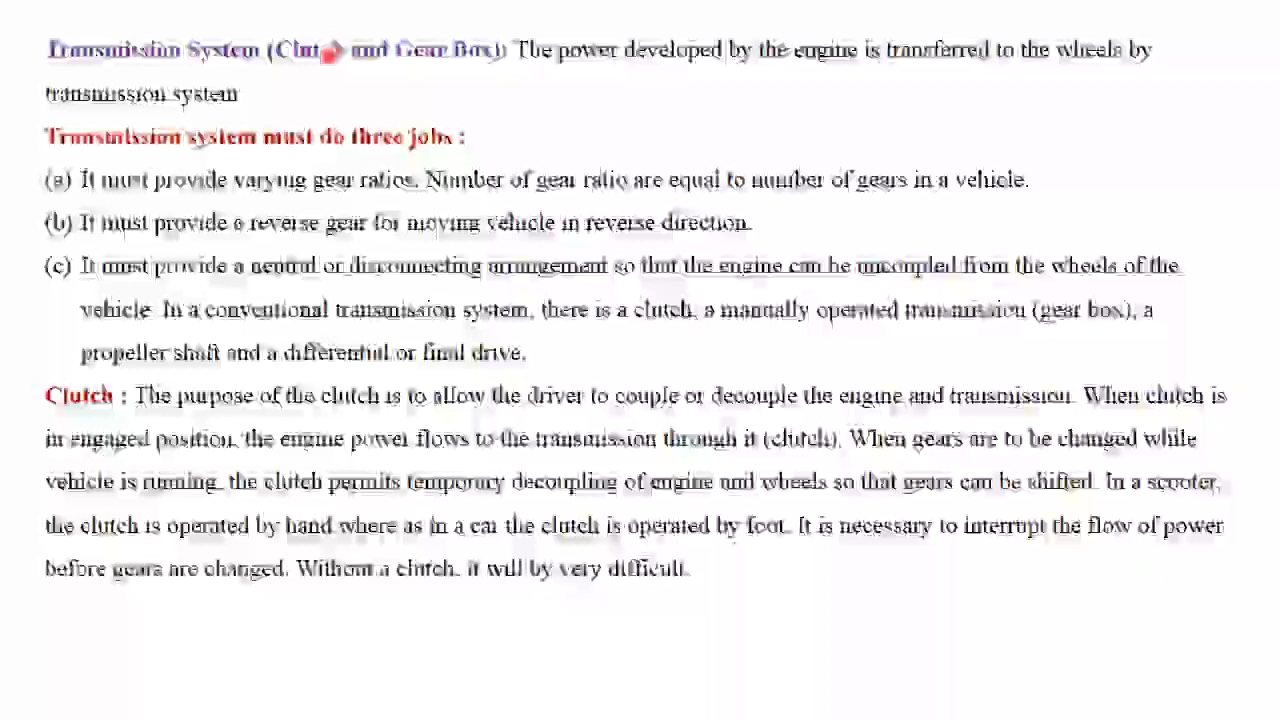 Transmission System (Clutch and Gear Box): The power developed by the engine is transferred to the wheels by
transmission system
Transmission system must do three jobs :
(a) It must provide varying gear ratios. Number of gear ratio are equal to number of gears in a vehicle.
(b) It must provide a reverse gear for moving vehicle in reverse direction.
(c) It must provide a neutral or disconnecting arrangement so that the engine can be uncoupled from the wheels of the
vehicle. In a conventional transmission system, there is a clutch, a manually operated transmission (gear box), a
propeller shaft and a differential or final drive.
Clutch : The purpose of the clutch is to allow the driver to couple or decouple the engine and transmission. When clutch is
in engaged position, the engine power flows to the transmission through it (clutch). When gears are to be changed while
vehicle is running, the clutch permits temporary decoupling of engine and wheels so that gears can be shifted. In a scooter,
the clutch is operated by hand where as in a car the clutch is operated by foot. It is necessary to interrupt the flow of power
before gears are changed. Without a clutch, it will by very difficult.